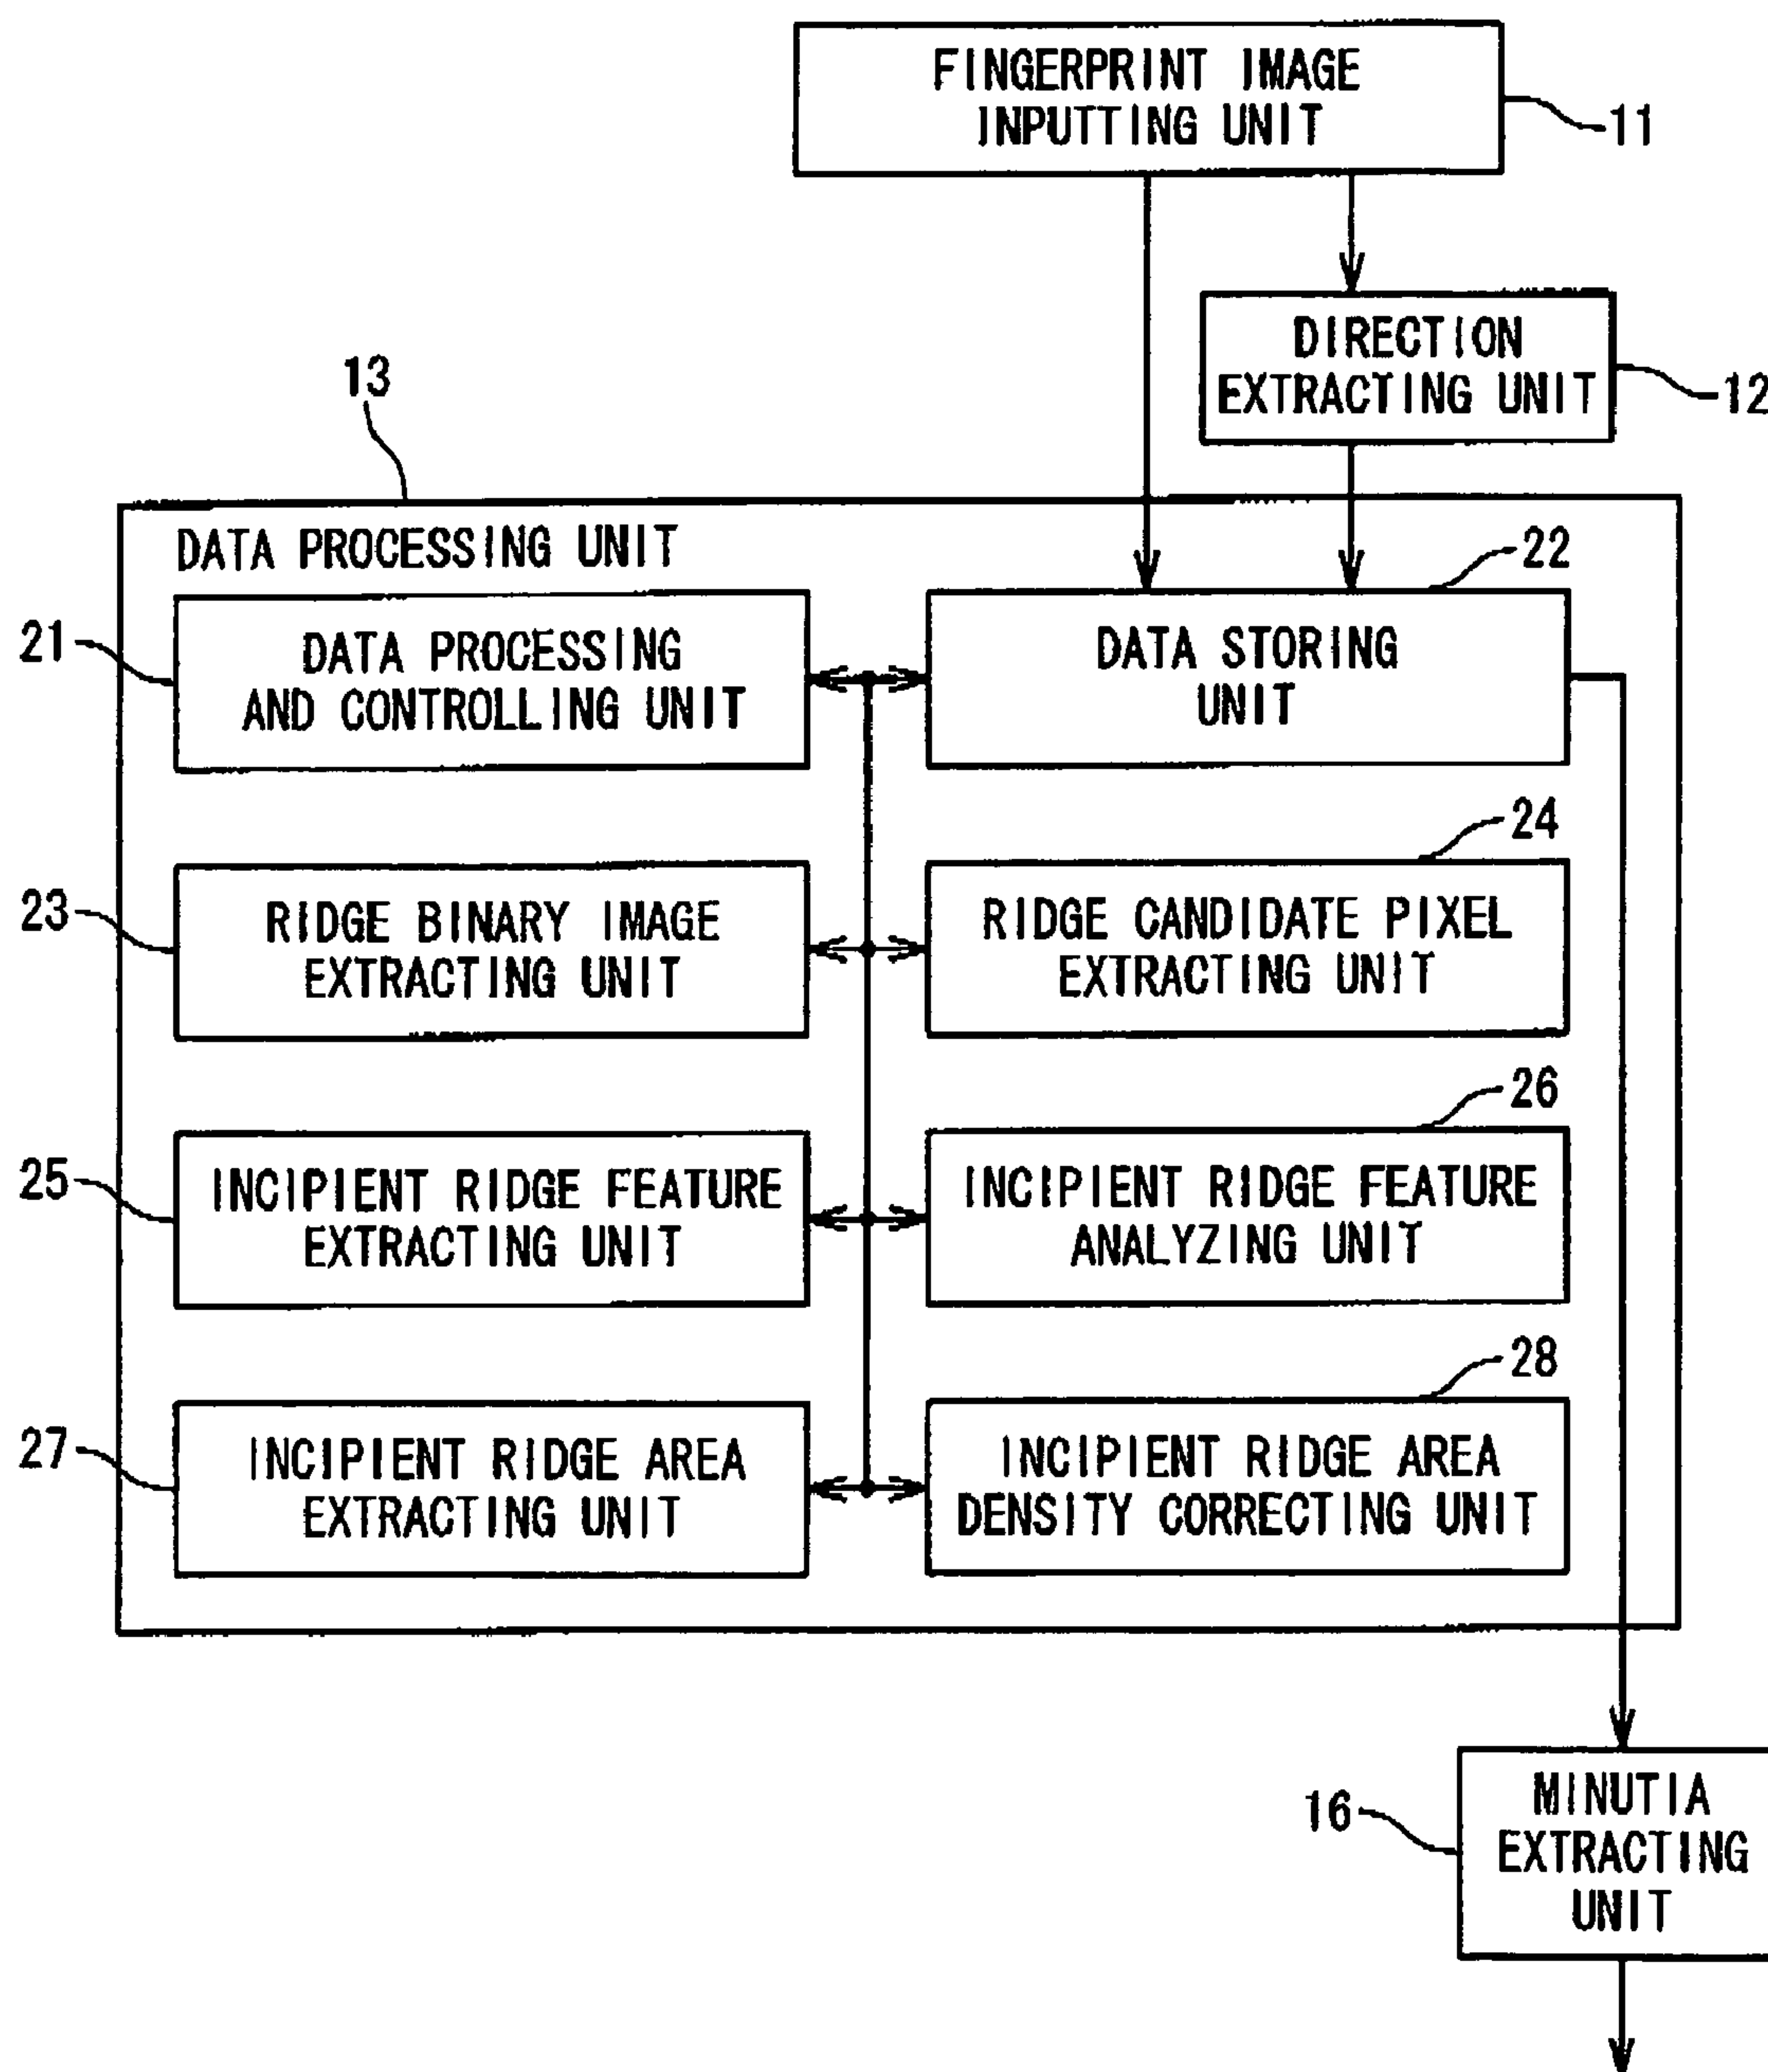 FINGERPRINT IMAGE
INPUTTING UNIT
11
DIRECTION
EXTRACTING UNIT
12
13
DATA PROCESSING UNIT
22
21
DATA PROCESSING
AND CONTROLLING UNIT
DATA STORING
UNIT
24
23
RIDGE BINARY IMAGE
EXTRACTING UNIT
RIDGE CANDIDATE PIXEL
EXTRACTING UNIT
26
25
INCIPIENT RIDGE FEATURE
EXTRACTING UNIT
INCIPIENT RIDGE FEATURE
ANALYZING UNIT
28
27
INCIPIENT RIDGE AREA
EXTRACTING UNIT
INCIPIENT RIDGE AREA
DENSITY CORRECTING UNIT
16
MINUTIA
EXTRACTING
UNIT